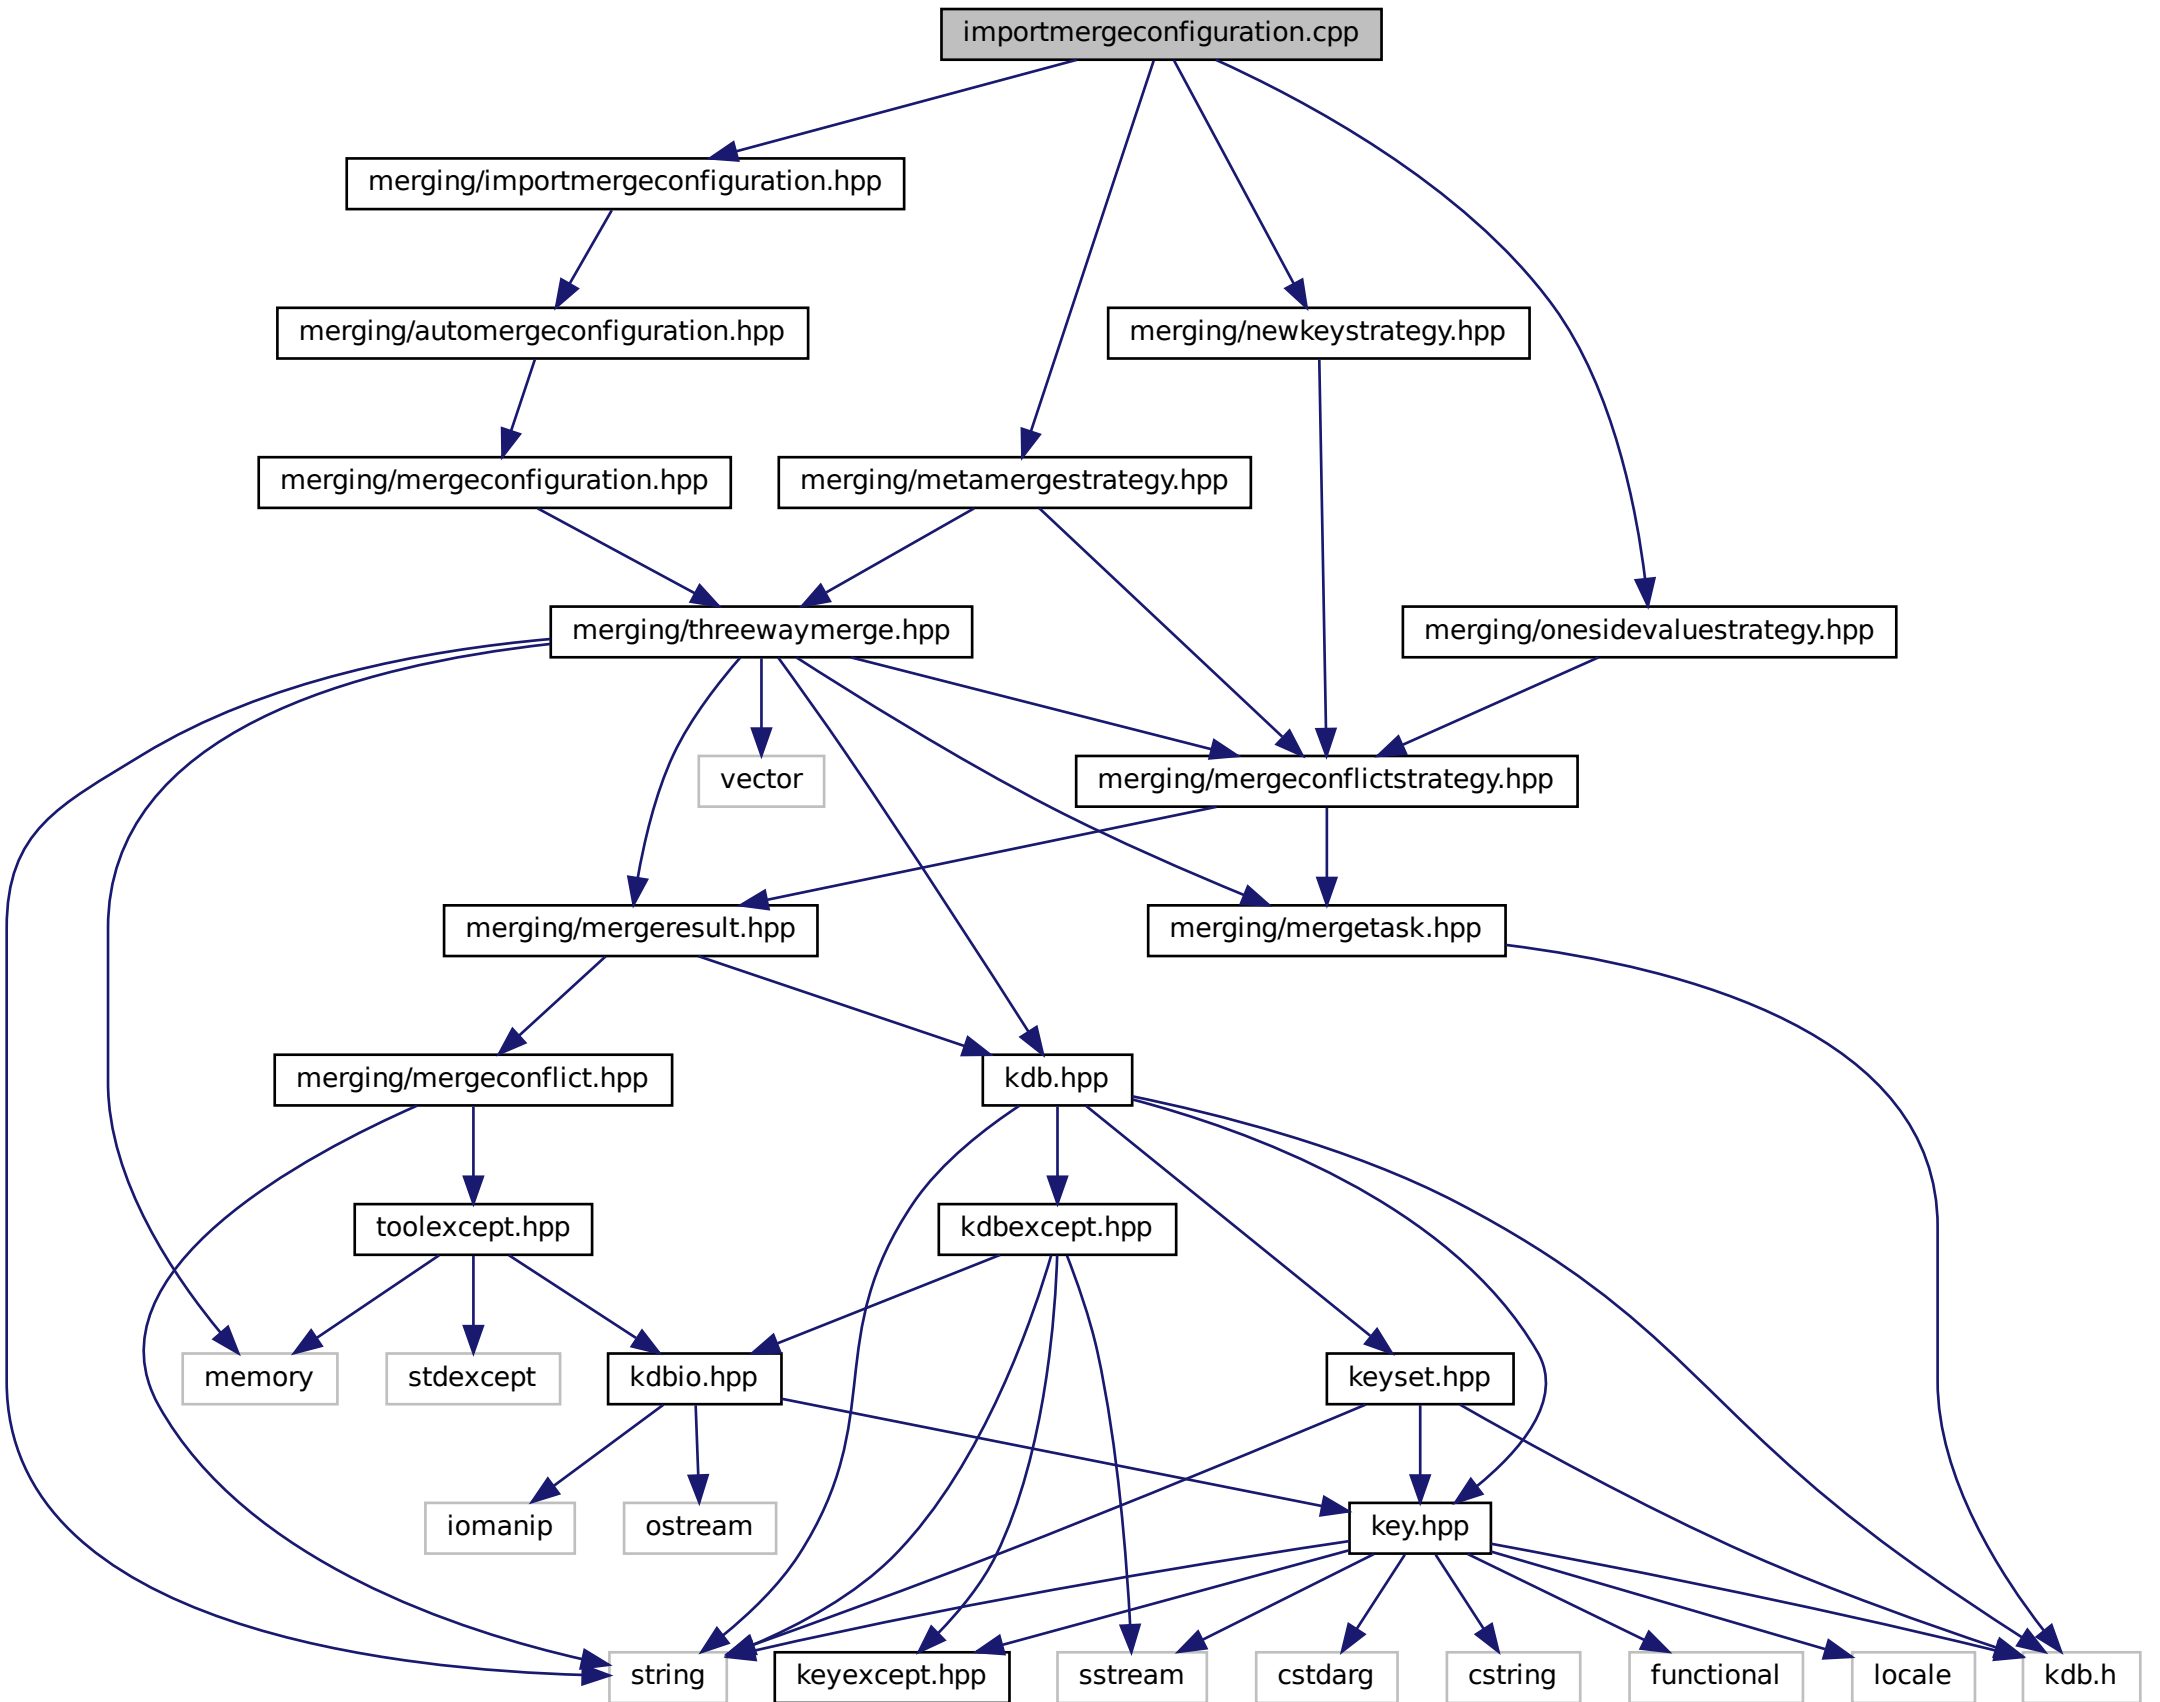 importmergeconfiguration.cpp
merging/importmergeconfiguration.hpp
merging/automergeconfiguration.hpp
merging/newkeystrategy.hpp
merging/mergeconfiguration.hpp
merging/metamergestrategy.hpp
merging/threewaymerge.hpp
merging/onesidevaluestrategy.hpp
vector
merging/mergeconflictstrategy.hpp
merging/mergeresult.hpp
merging/mergetask.hpp
merging/mergeconflict.hpp
kdb.hpp
toolexcept.hpp
kdbexcept.hpp
memory
stdexcept
kdbio.hpp
keyset.hpp
iomanip
ostream
key.hpp
string
keyexcept.hpp
sstream
cstdarg
cstring
functional
locale
kdb.h